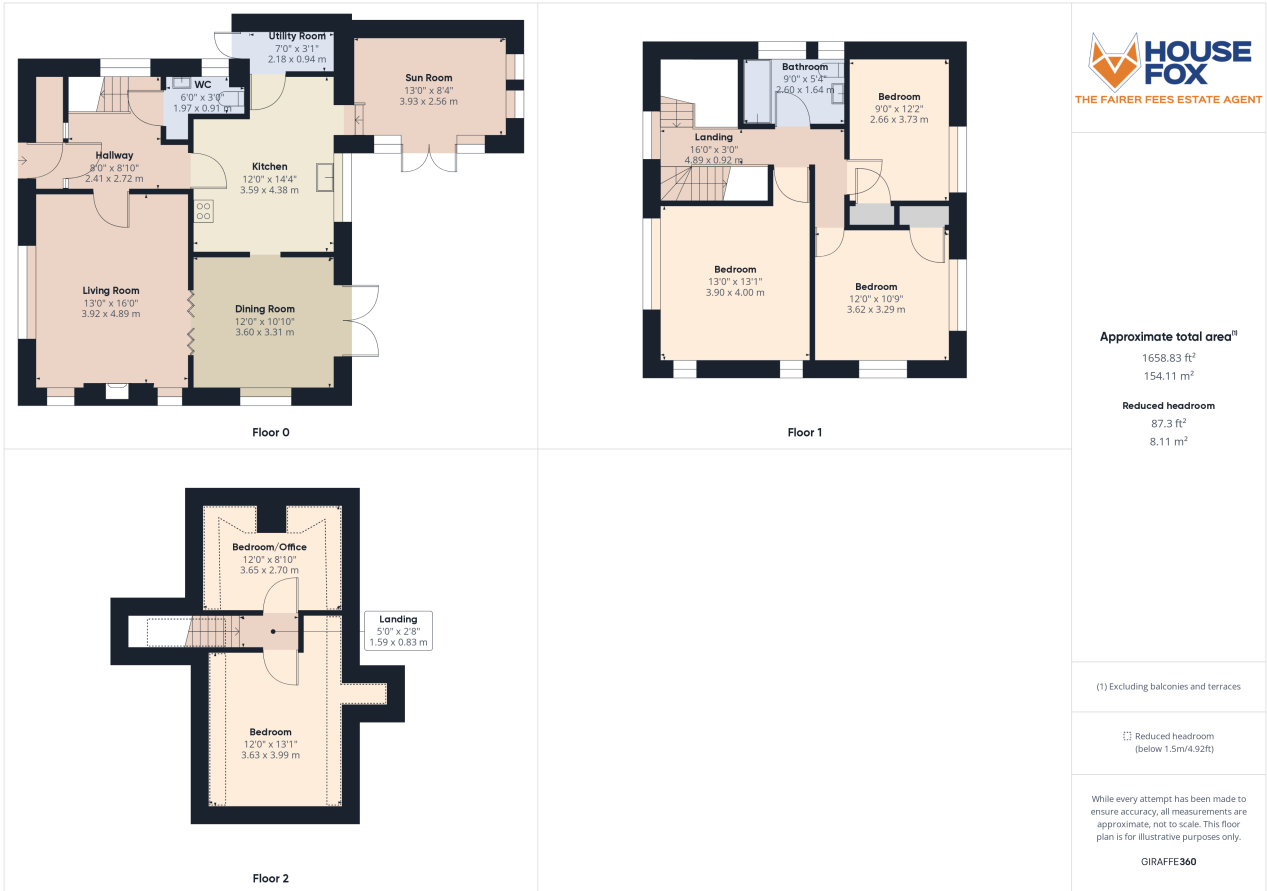 Utility Room
7'0" x 3'1"
2.18 x 0.94 m
WC
6'0" x 3'0"
1.97 x 0.91 m
Sun Room
13'0" x 8'4"
3.93 x 2.56 m
Hallway
8'0" x 8'10"
2.41 x 2.72 m
Kitchen
12'0" x 14'4"
3.59 x 4.38 m
Living Room
13'0" x 16'0"
3.92 x 4.89 m
Dining Room
12'0" x 10'10"
3.60 x 3.31 m
Floor 0
Bathroom
9'0" x 5'4"
2.60 x 1.64 m
Bedroom
9'0" x 12'2"
2.66 x 3.73 m
Landing
16'0" x 3'0"
4.89 x 0.92 m
Bedroom
13'0" x 13'1"
3.90 x 4.00 m
Bedroom
12'0" x 10'9"
3.62 x 3.29 m
Floor 1
Bedroom/Office
12'0" x 8'10"
3.65 x 2.70 m
Landing
5'0" x 2'8"
1.59 x 0.83 m
Bedroom
12'0" x 13'1"
3.63 x 3.99 m
Floor 2
HOUSE
FOX
THE FAIRER FEES ESTATE AGENT
Approximate total area(1)
1658.83 ft²
154.11 m²
Reduced headroom
87.3 ft²
8.11 m²
(1) Excluding balconies and terraces
Reduced headroom
(below 1.5m/4.92ft)
While every attempt has been made to
ensure accuracy, all measurements are
approximate, not to scale. This floor
plan is for illustrative purposes only.
GIRAFFE360